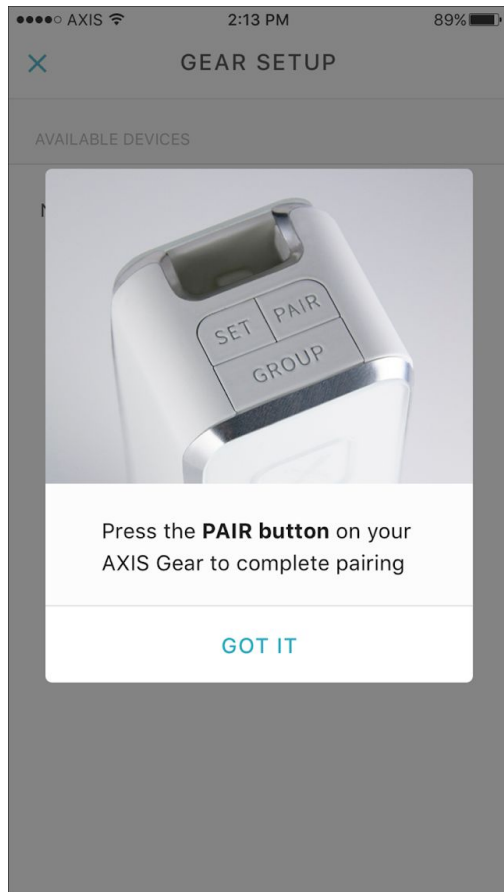 AXIS 2:13 PM 89%
GEAR SETUP
AVAILABLE DEVICES
SET PAIR
GROUP
Press the PAIR button on your
AXIS Gear to complete pairing
GOT IT